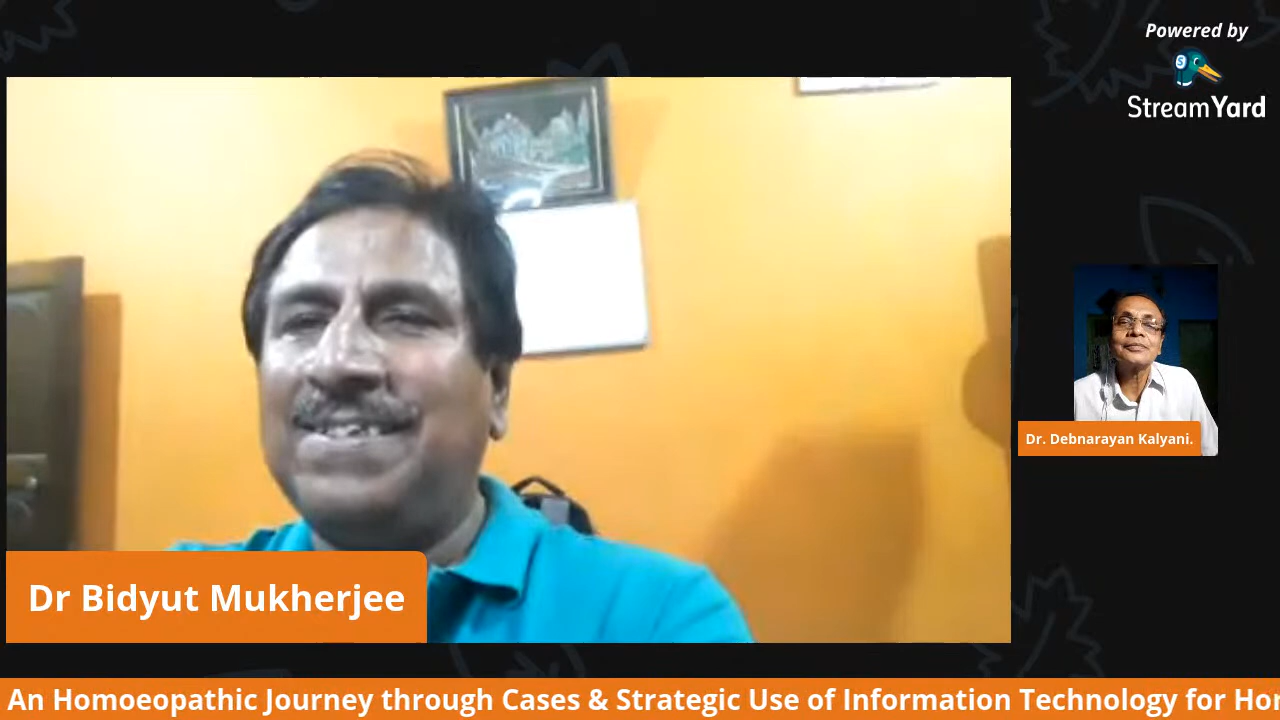 Powered by
StreamYard
Dr. Debnarayan Kalyani.
Dr Bidyut Mukherjee
An Homoeopathic Journey through Cases & Strategic Use of Information Technology for Hor